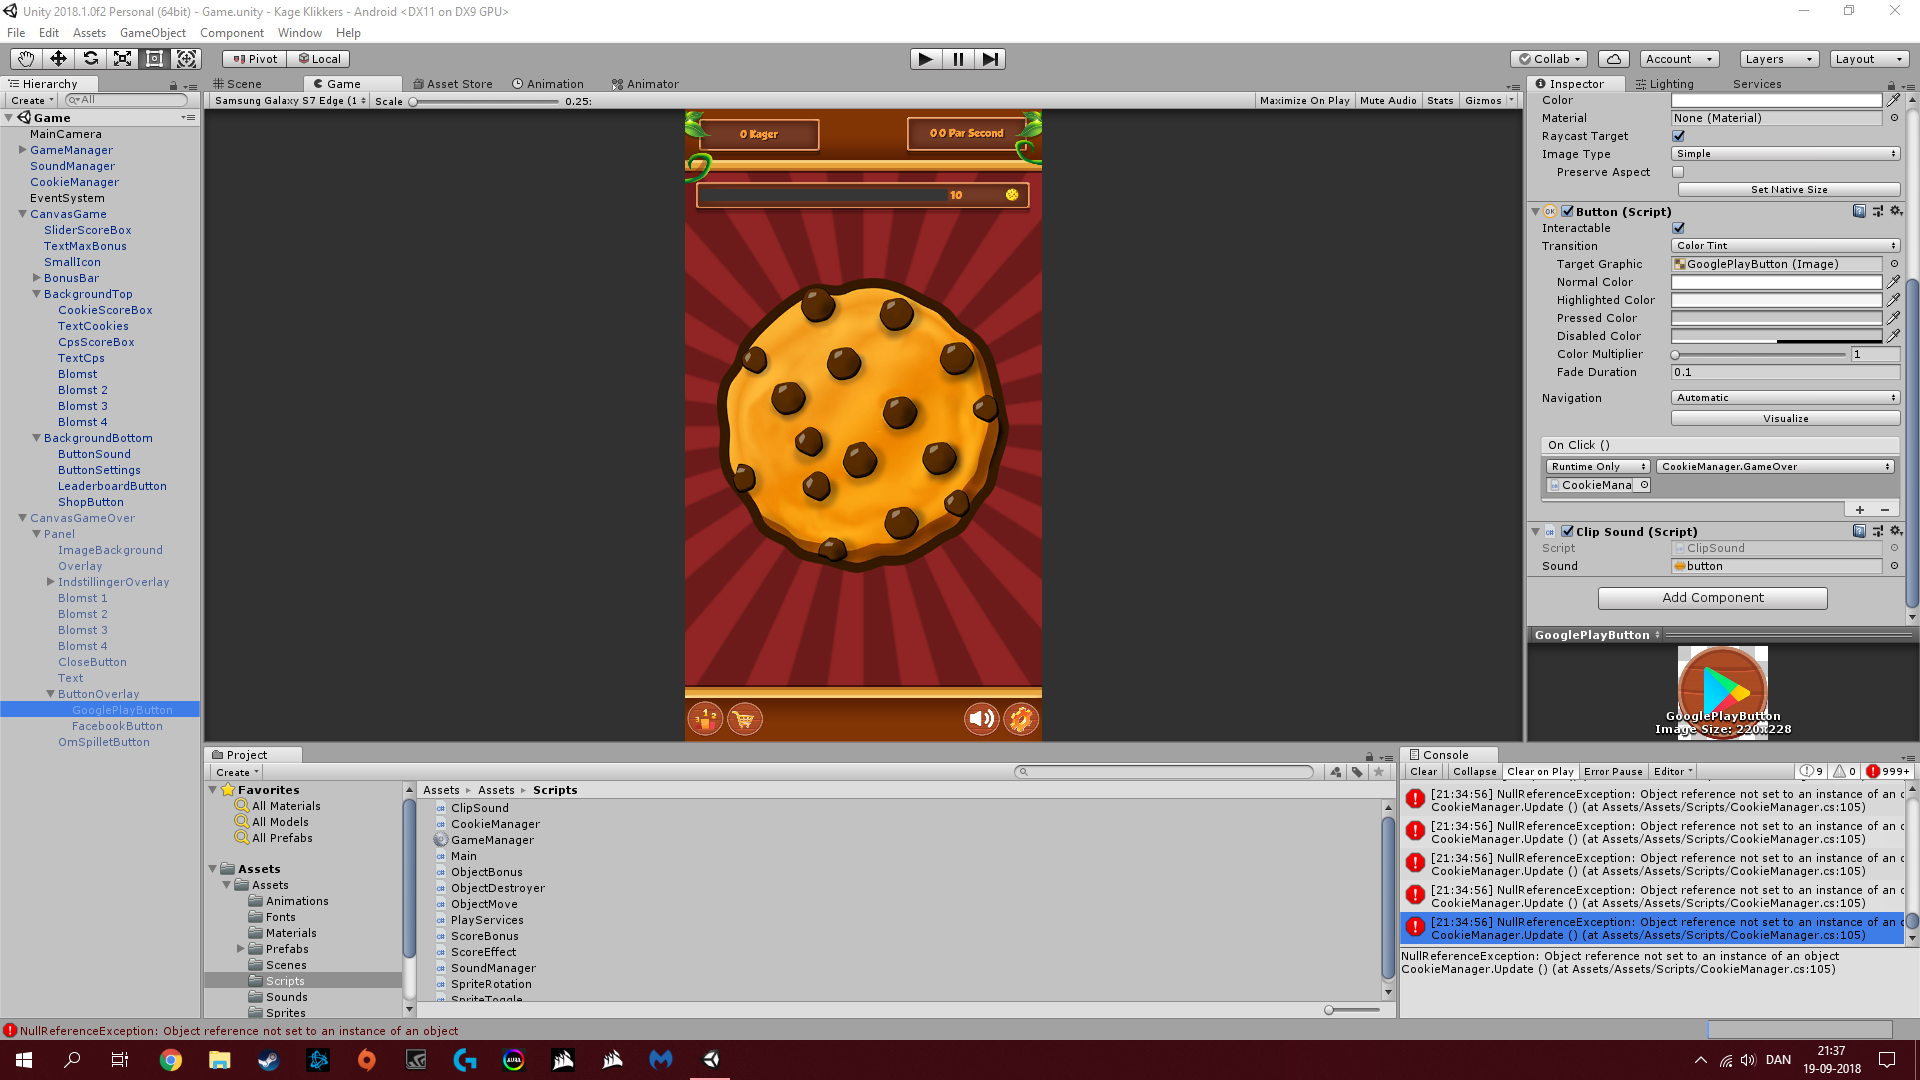 Unity 2018.1.0f2 Personal (64bit) - Game.unity - Kage Klikkers - Android <DX11 on DX9 GPU>
File Edit Assets GameObject Component Window Help
Pivot Local Collab Account Layers Layout
Hierarchy
Create All
Game
MainCamera
GameManager
SoundManager
CookieManager
EventSystem
CanvasGame
SliderScoreBox
TextMaxBonus
SmallIcon
BonusBar
BackgroundTop
CookieScoreBox
TextCookies
CpsScoreBox
TextCps
Blomst
Blomst 2
Blomst 3
Blomst 4
BackgroundBottom
ButtonSound
ButtonSettings
LeaderboardButton
ShopButton
CanvasGameOver
Panel
ImageBackground
Overlay
IndstillingerOverlay
Blomst 1
Blomst 2
Blomst 3
Blomst 4
CloseButton
Text
ButtonOverlay
GooglePlayButton
FacebookButton
OmSpilletButton
Scene Game Asset Store Animation Animator
Samsung Galaxy S7 Edge (1 Scale 0.25: Maximize On Play Mute Audio Stats Gizmos
0 Kager
0 0 Par Second
10
1
2
3
Inspector Lighting Services
Color
Material None (Material)
Raycast Target
Image Type Simple
Preserve Aspect
Set Native Size
OK Button (Script)
Interactable
Transition Color Tint
Target Graphic GooglePlayButton (Image)
Normal Color
Highlighted Color
Pressed Color
Disabled Color
Color Multiplier 1
Fade Duration 0.1
Navigation Automatic
Visualize
On Click ()
Runtime Only CookieManager.GameOver
CookieMana
+ −
Clip Sound (Script)
Script ClipSound
Sound button
Add Component
GooglePlayButton
GooglePlayButton
Image Size: 220x228
Project
Create
Favorites
All Materials
All Models
All Prefabs
Assets
Assets
Animations
Fonts
Materials
Prefabs
Scenes
Scripts
Sounds
Sprites
Assets ▸ Assets ▸ Scripts
ClipSound
CookieManager
GameManager
Main
ObjectBonus
ObjectDestroyer
ObjectMove
PlayServices
ScoreBonus
ScoreEffect
SoundManager
SpriteRotation
SpriteToggle
Console
Clear Collapse Clear on Play Error Pause Editor 9 0 999+
[21:34:56] NullReferenceException: Object reference not set to an instance of an o
CookieManager.Update () (at Assets/Assets/Scripts/CookieManager.cs:105)
[21:34:56] NullReferenceException: Object reference not set to an instance of an o
CookieManager.Update () (at Assets/Assets/Scripts/CookieManager.cs:105)
[21:34:56] NullReferenceException: Object reference not set to an instance of an o
CookieManager.Update () (at Assets/Assets/Scripts/CookieManager.cs:105)
[21:34:56] NullReferenceException: Object reference not set to an instance of an o
CookieManager.Update () (at Assets/Assets/Scripts/CookieManager.cs:105)
[21:34:56] NullReferenceException: Object reference not set to an instance of an o
CookieManager.Update () (at Assets/Assets/Scripts/CookieManager.cs:105)
NullReferenceException: Object reference not set to an instance of an object
CookieManager.Update () (at Assets/Assets/Scripts/CookieManager.cs:105)
NullReferenceException: Object reference not set to an instance of an object
AURA
DAN
21:37
19-09-2018